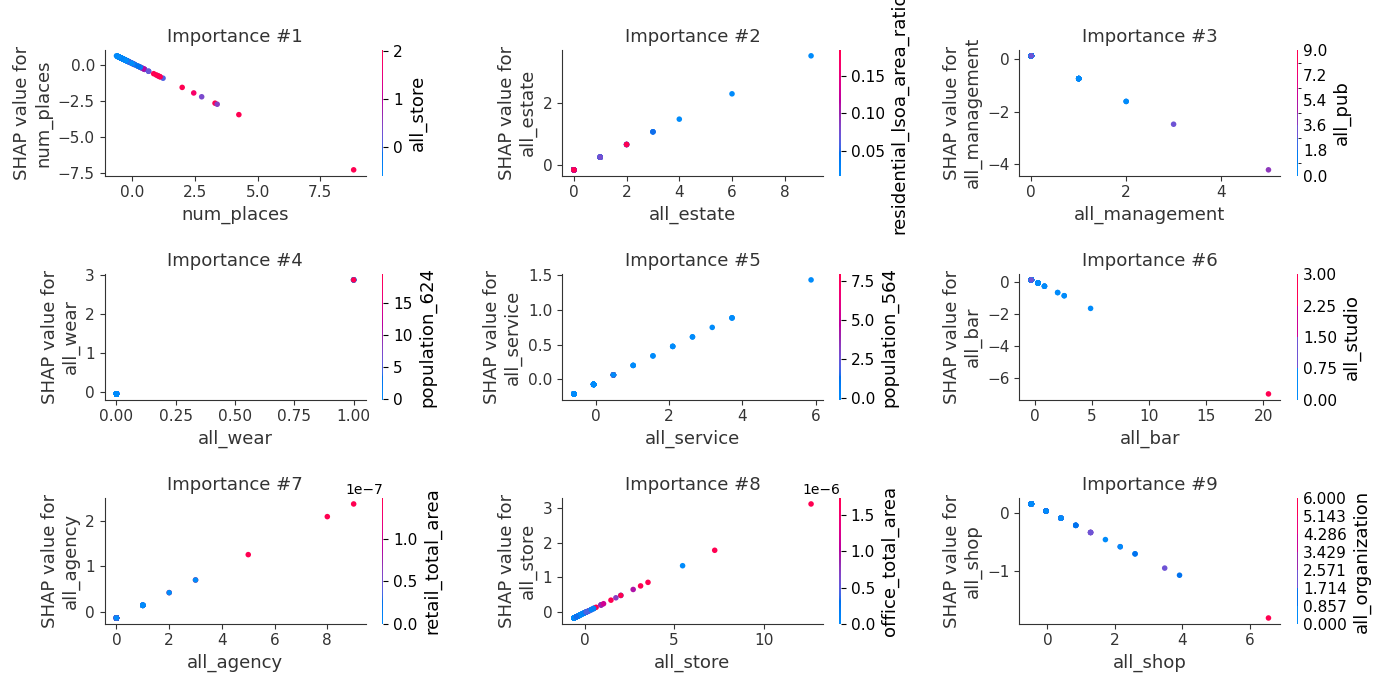 Importance #1
SHAP value for
num_places
0.0
−2.5
−5.0
−7.5
0.0
2.5
5.0
7.5
num_places
2
1
0
all_store
Importance #2
SHAP value for
all_estate
2
0
0
2
4
6
8
all_estate
0.15
0.10
0.05
residential_lsoa_area_ratio
Importance #3
SHAP value for
all_management
0
−2
−4
0
2
4
all_management
9.0
7.2
5.4
3.6
1.8
0.0
all_pub
Importance #4
SHAP value for
all_wear
3
2
1
0
0.00
0.25
0.50
0.75
1.00
all_wear
15
10
5
0
population_624
Importance #5
SHAP value for
all_service
1.5
1.0
0.5
0.0
0
2
4
6
all_service
7.5
5.0
2.5
0.0
population_564
Importance #6
SHAP value for
all_bar
0
−2
−4
−6
0
5
10
15
20
all_bar
3.00
2.25
1.50
0.75
0.00
all_studio
Importance #7
SHAP value for
all_agency
2
1
0
0
2
4
6
8
all_agency
1e−7
1.0
0.5
0.0
retail_total_area
Importance #8
SHAP value for
all_store
3
2
1
0
0
5
10
all_store
1e−6
1.5
1.0
0.5
0.0
office_total_area
Importance #9
SHAP value for
all_shop
0
−1
0
2
4
6
all_shop
6.000
5.143
4.286
3.429
2.571
1.714
0.857
0.000
all_organization